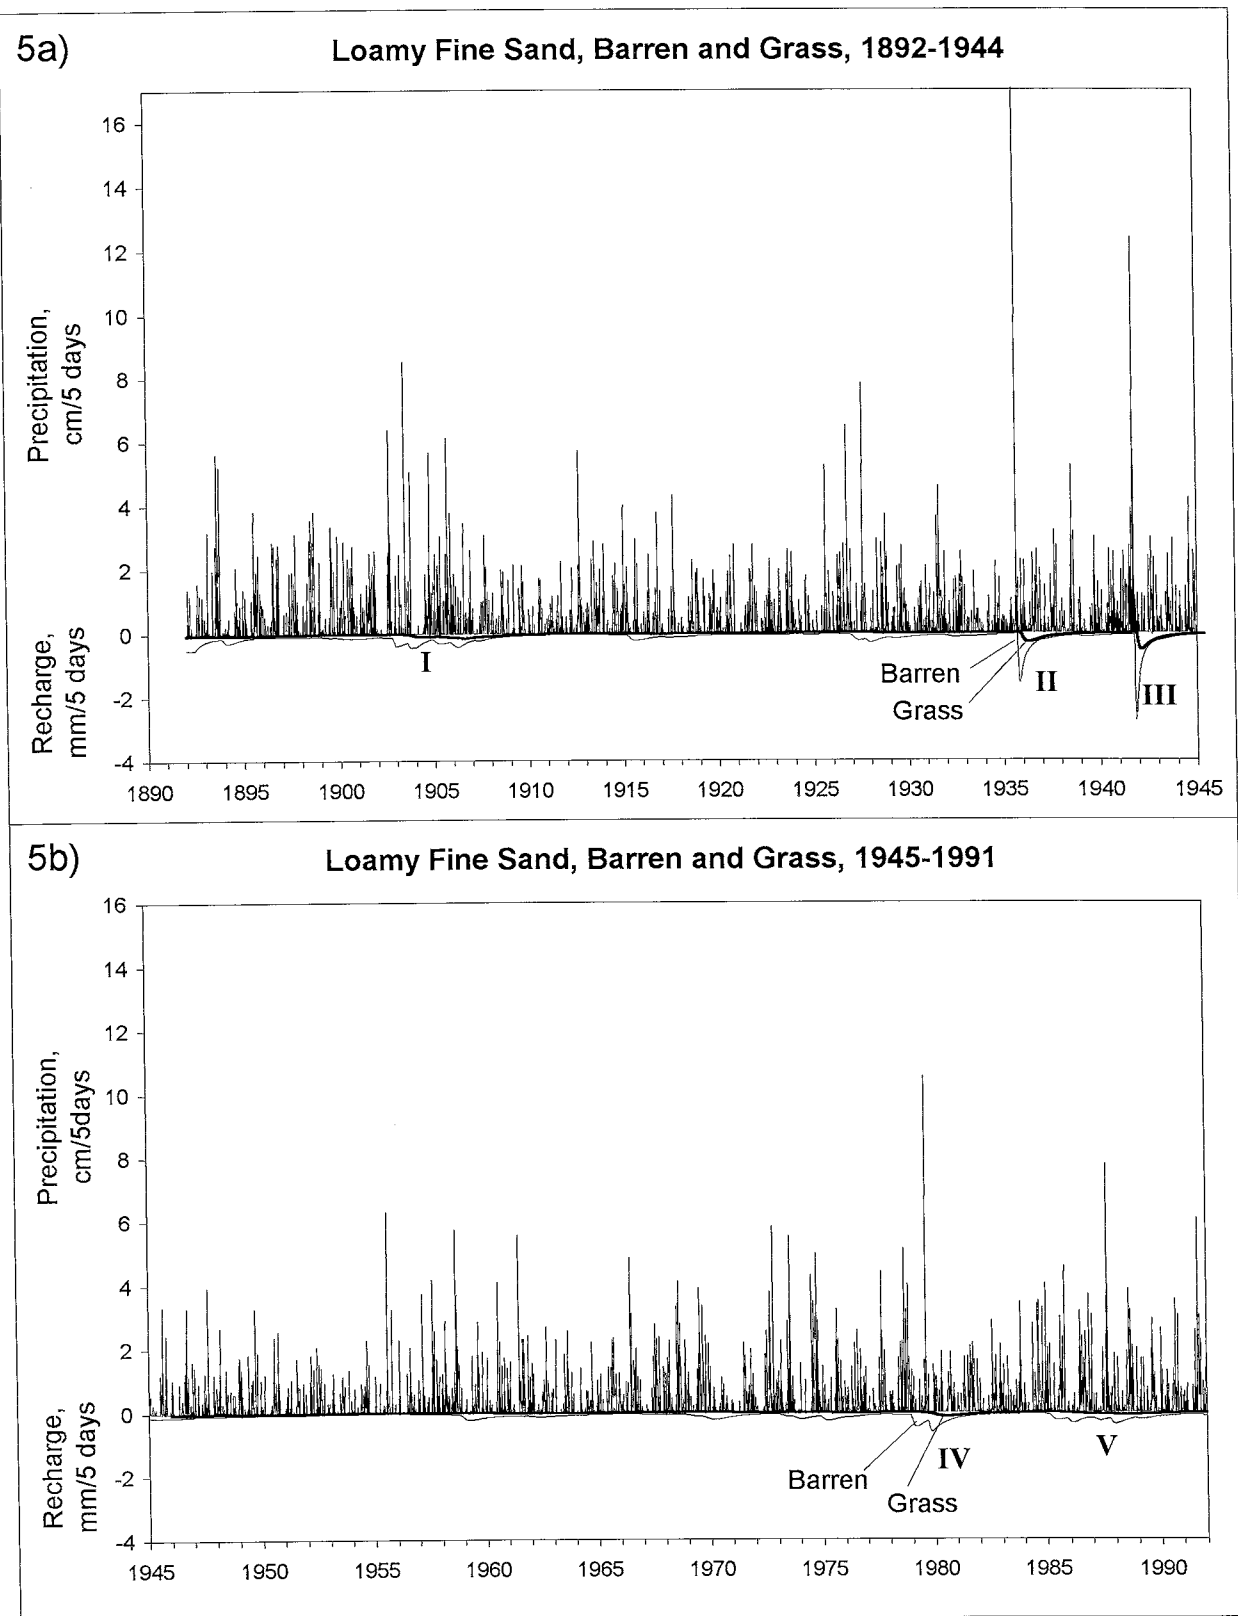 5a)
Loamy Fine Sand, Barren and Grass, 1892-1944
16
14
12
10
8
6
4
2
0
-2
-4
Precipitation,
cm/5 days
Recharge,
mm/5 days
I
Barren
Grass
II
III
1890 1895 1900 1905 1910 1915 1920 1925 1930 1935 1940 1945
5b)
Loamy Fine Sand, Barren and Grass, 1945-1991
16
14
12
10
8
6
4
2
0
-2
-4
Precipitation,
cm/5days
Recharge,
mm/5 days
Barren
Grass
IV
V
1945 1950 1955 1960 1965 1970 1975 1980 1985 1990